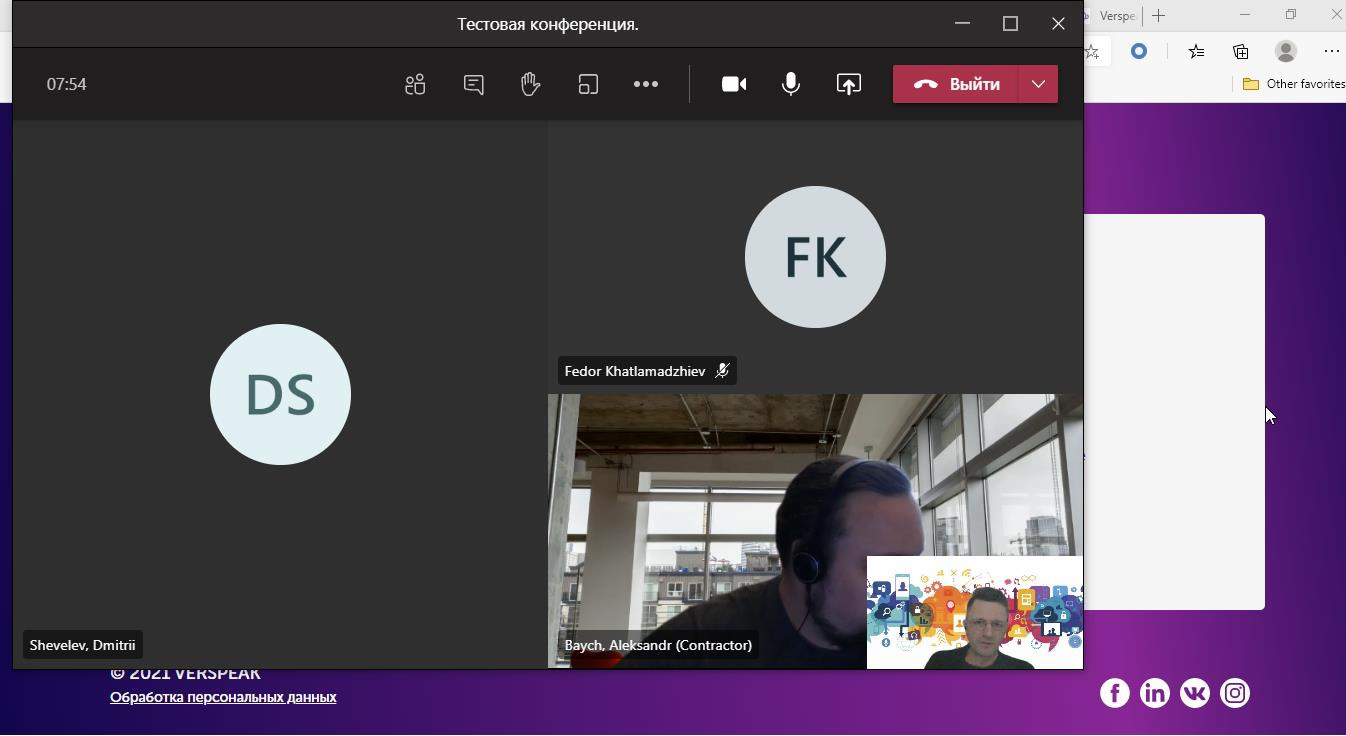 Тестовая конференция.
Verspe
07:54
Выйти
Other favorites
FK
Fedor Khatlamadzhiev
DS
Shevelev, Dmitrii
Baych, Aleksandr (Contractor)
© 2021 VERSPEAK
Обработка персональных данных